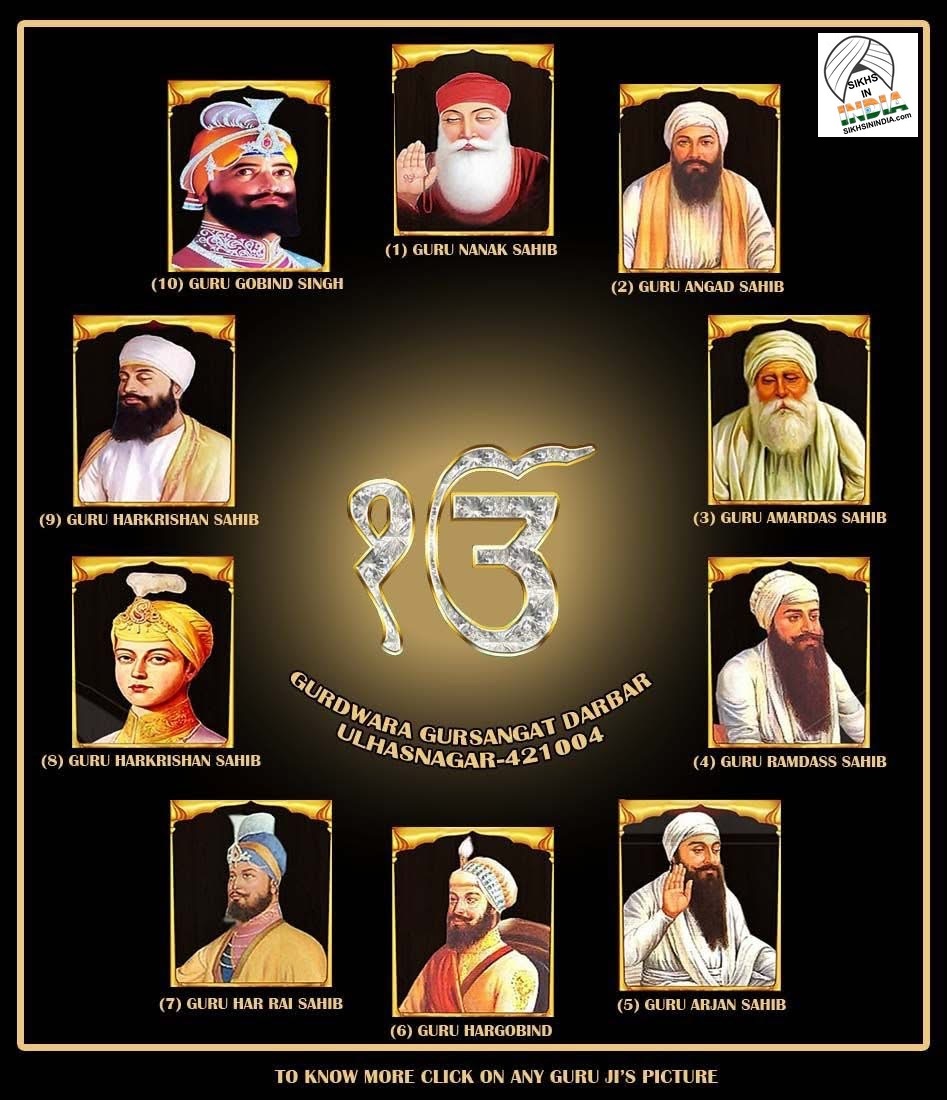 SIKHS
IN
INDIA
SIKHSININDIA.com
(1) GURU NANAK SAHIB
(10) GURU GOBIND SINGH
(2) GURU ANGAD SAHIB
(9) GURU HARKRISHAN SAHIB
(3) GURU AMARDAS SAHIB
ੴ
GURDWARA GURSANGAT DARBAR
ULHASNAGAR-421004
(8) GURU HARKRISHAN SAHIB
(4) GURU RAMDASS SAHIB
(7) GURU HAR RAI SAHIB
(6) GURU HARGOBIND
(5) GURU ARJAN SAHIB
TO KNOW MORE CLICK ON ANY GURU JI'S PICTURE